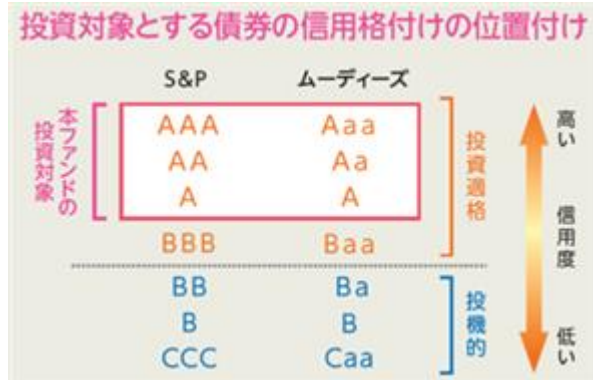 投資対象とする債券の信用格付けの位置付け
S&P ムーディーズ
本ファンドの投資対象
AAA Aaa
AA Aa
A A
BBB Baa
投資適格
BB Ba
B B
CCC Caa
投機的
高い
信用度
低い